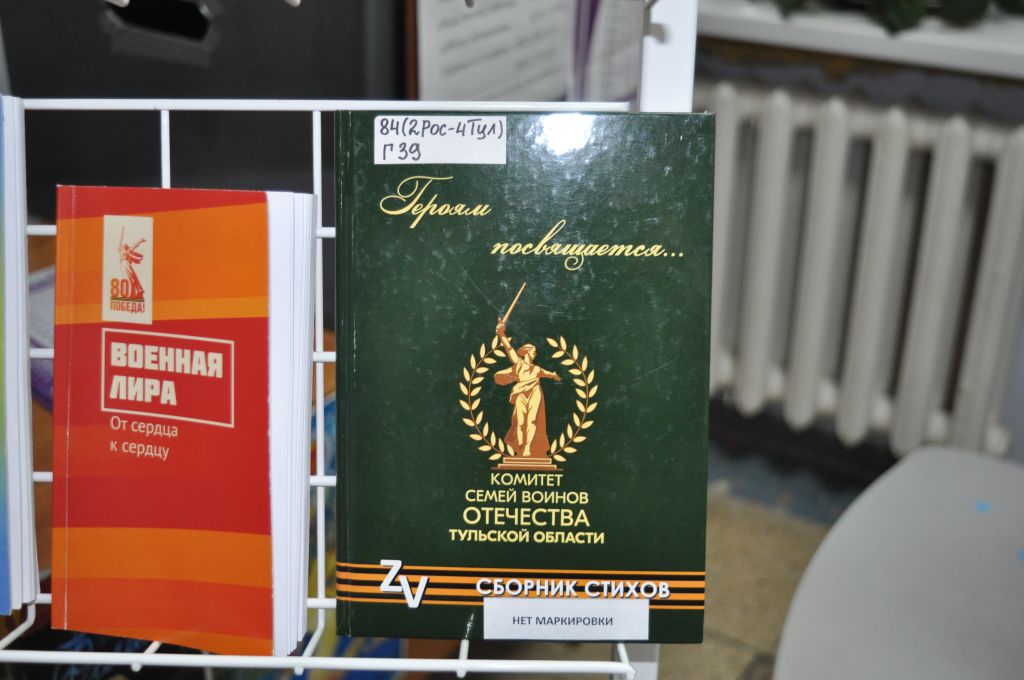 80
ПОБЕДА!
ВОЕННАЯ
ЛИРА
От сердца
к сердцу
84(2Рос-4Тул)
Г 39
Героям
посвящается...
КОМИТЕТ
СЕМЕЙ ВОИНОВ
ОТЕЧЕСТВА
ТУЛЬСКОЙ ОБЛАСТИ
ZV
СБОРНИК СТИХОВ
НЕТ МАРКИРОВКИ